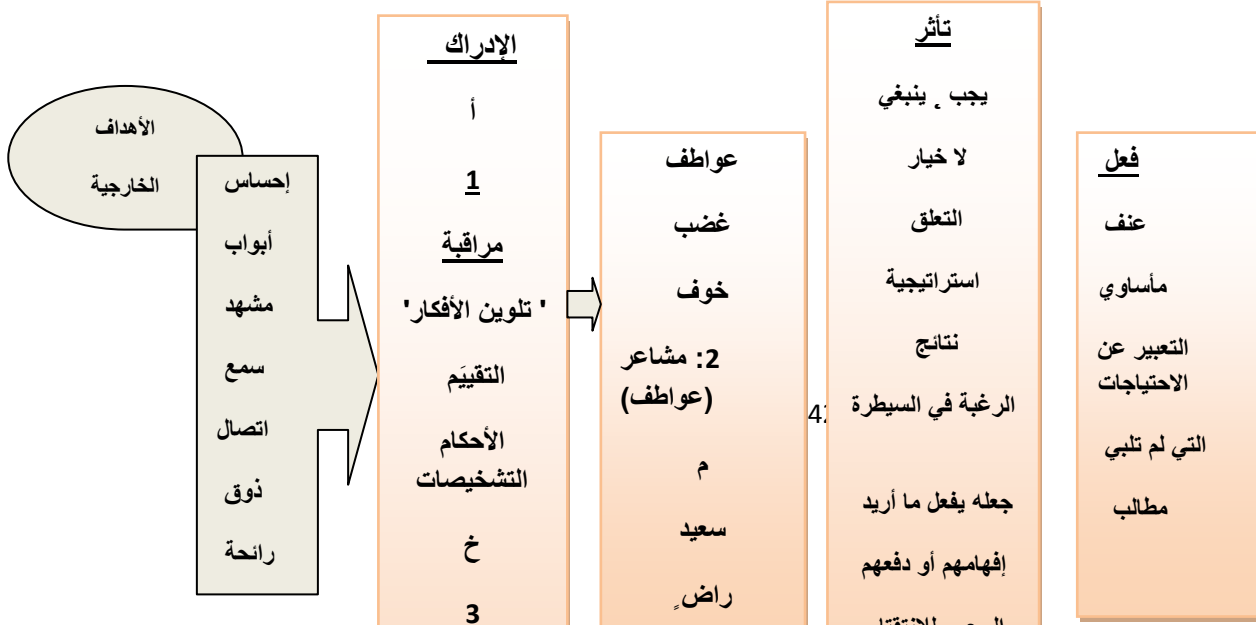 الأهداف
الخارجية
إحساس
أبواب
مشهد
سمع
اتصال
ذوق
رائحة
الإدراك
أ
1
مراقبة
' تلوين الأفكار'
التقييَم
الأحكام
التشخيصات
خ
3
عواطف
غضب
خوف
2: مشاعر
(عواطف)
م
سعيد
راضٍ
42
تأثر
يجب ۭ ينبغي
لا خيار
التعلق
استراتيجية
نتائج
الرغبة في السيطرة
جعله يفعل ما أريد
إفهامهم أو دفعهم
فعل
عنف
مأساوي
التعبير عن
الاحتياجات
التي لم تلبي
مطالب